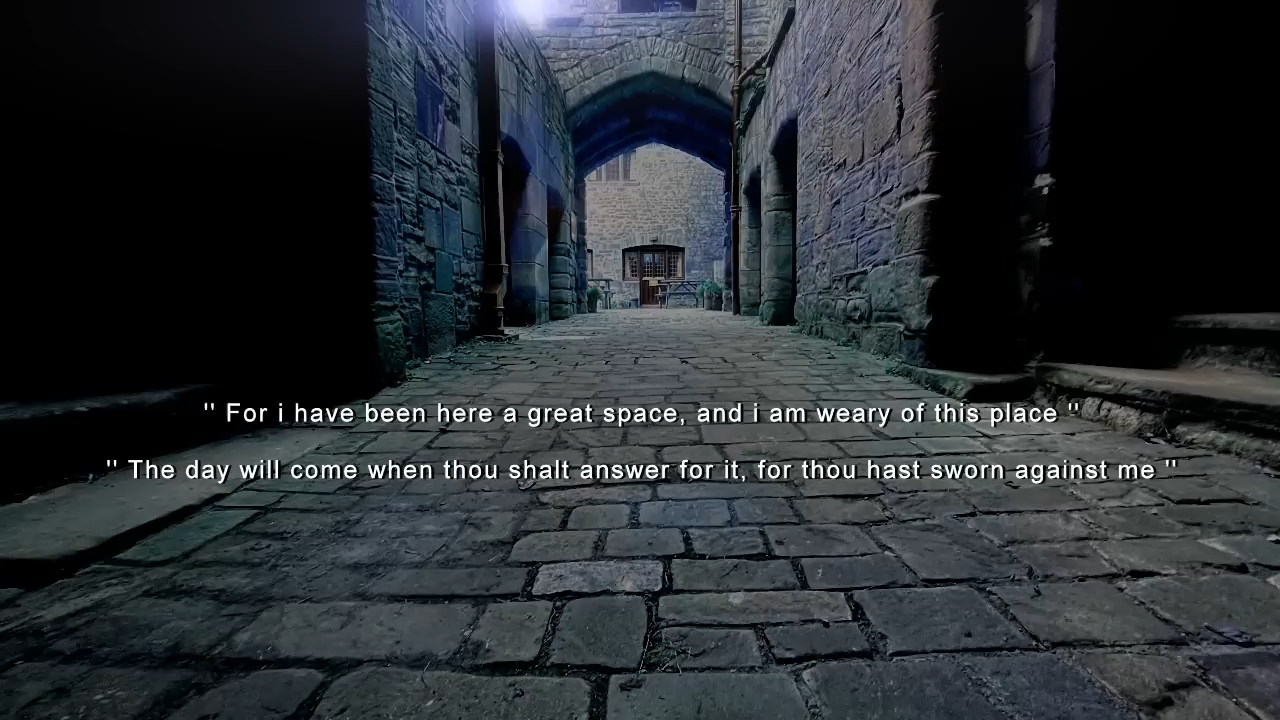 " For i have been here a great space, and i am weary of this place "
" The day will come when thou shalt answer for it, for thou hast sworn against me "